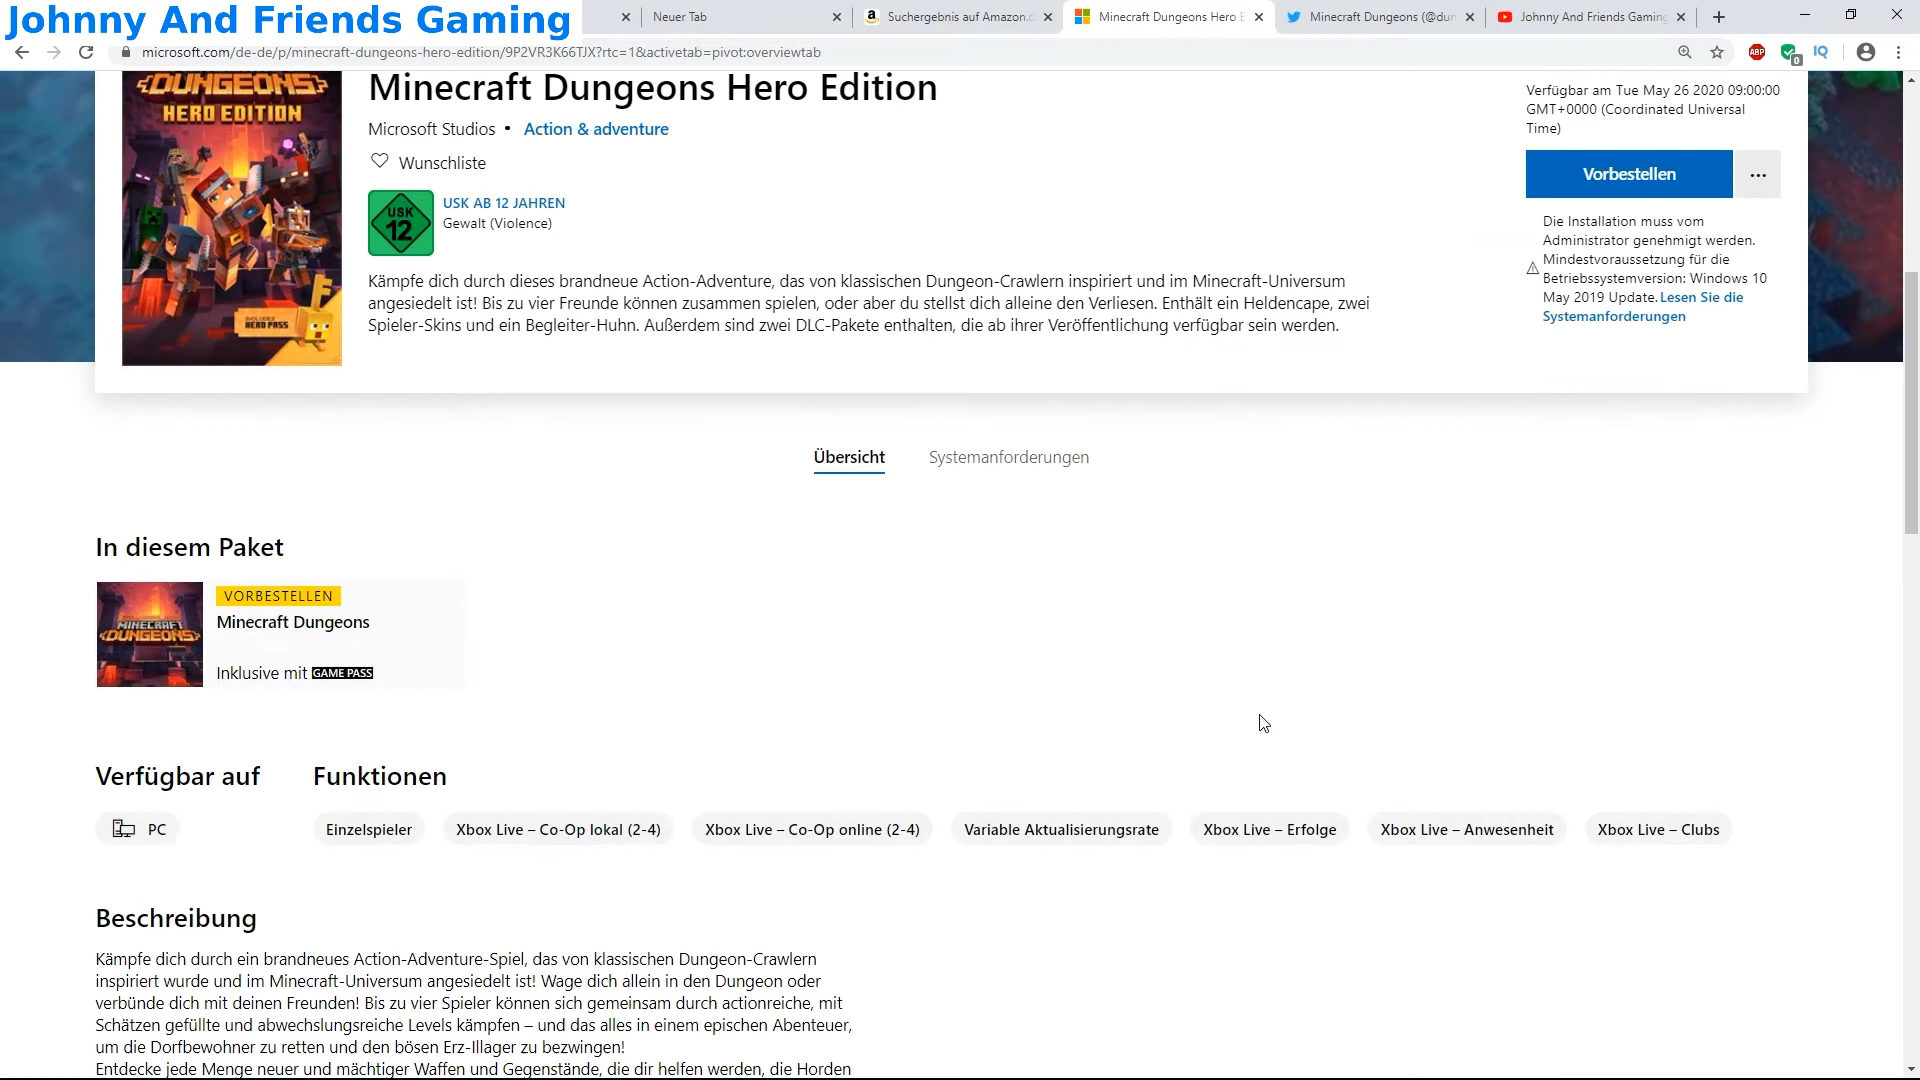 Johnny And Friends Gaming
Neuer Tab
Suchergebnis auf Amazon.
Minecraft Dungeons Hero E
Minecraft Dungeons (@dun
Johnny And Friends Gaming
microsoft.com/de-de/p/minecraft-dungeons-hero-edition/9P2VR3K66TJX?rtc=1&activetab=pivot:overviewtab
ABP
0
IQ
DUNGEONS
HERO EDITION
INCLUDES
HERO PASS
Minecraft Dungeons Hero Edition
Microsoft Studios • Action & adventure
Wunschliste
USK
12
USK AB 12 JAHREN
Gewalt (Violence)
Kämpfe dich durch dieses brandneue Action-Adventure, das von klassischen Dungeon-Crawlern inspiriert und im Minecraft-Universum
angesiedelt ist! Bis zu vier Freunde können zusammen spielen, oder aber du stellst dich alleine den Verliesen. Enthält ein Heldencape, zwei
Spieler-Skins und ein Begleiter-Huhn. Außerdem sind zwei DLC-Pakete enthalten, die ab ihrer Veröffentlichung verfügbar sein werden.
Verfügbar am Tue May 26 2020 09:00:00
GMT+0000 (Coordinated Universal
Time)
Vorbestellen
...
Die Installation muss vom
Administrator genehmigt werden.
Mindestvoraussetzung für die
Betriebssystemversion: Windows 10
May 2019 Update. Lesen Sie die
Systemanforderungen
Übersicht
Systemanforderungen
In diesem Paket
MINECRAFT
DUNGEONS
VORBESTELLEN
Minecraft Dungeons
Inklusive mit GAME PASS
Verfügbar auf
PC
Funktionen
Einzelspieler
Xbox Live – Co-Op lokal (2-4)
Xbox Live – Co-Op online (2-4)
Variable Aktualisierungsrate
Xbox Live – Erfolge
Xbox Live – Anwesenheit
Xbox Live – Clubs
Beschreibung
Kämpfe dich durch ein brandneues Action-Adventure-Spiel, das von klassischen Dungeon-Crawlern
inspiriert wurde und im Minecraft-Universum angesiedelt ist! Wage dich allein in den Dungeon oder
verbünde dich mit deinen Freunden! Bis zu vier Spieler können sich gemeinsam durch actionreiche, mit
Schätzen gefüllte und abwechslungsreiche Levels kämpfen – und das alles in einem epischen Abenteuer,
um die Dorfbewohner zu retten und den bösen Erz-Illager zu bezwingen!
Entdecke jede Menge neuer und mächtiger Waffen und Gegenstände, die dir helfen werden, die Horden